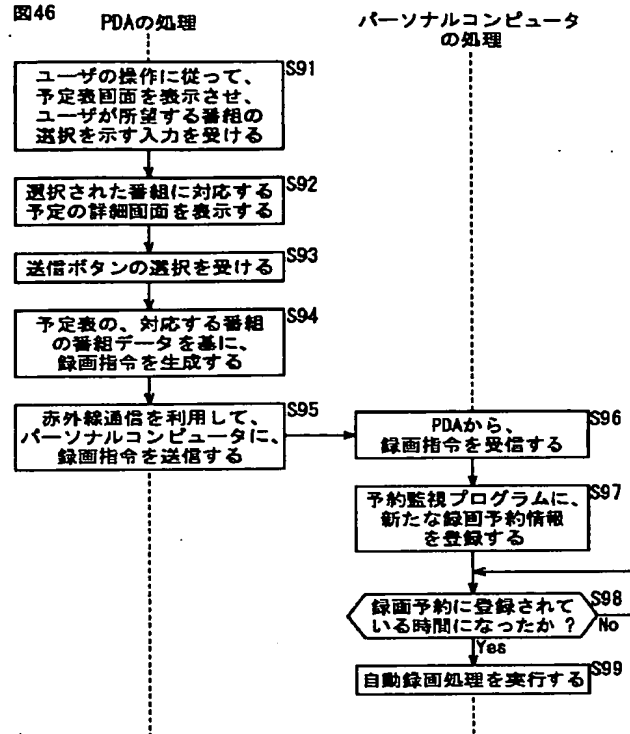 図46
PDAの処理
パーソナルコンピュータ
の処理
S91
ユーザの操作に従って、
予定表画面を表示させ、
ユーザが所望する番組の
選択を示す入力を受ける
S92
選択された番組に対応する
予定の詳細画面を表示する
S93
送信ボタンの選択を受ける
S94
予定表の、対応する番組
の番組データを基に、
録画指令を生成する
S95
赤外線通信を利用して、
パーソナルコンピュータに、
録画指令を送信する
S96
PDAから、
録画指令を受信する
S97
予約監視プログラムに、
新たな録画予約情報
を登録する
S98
録画予約に登録されて
いる時間になったか？
No
Yes
S99
自動録画処理を実行する